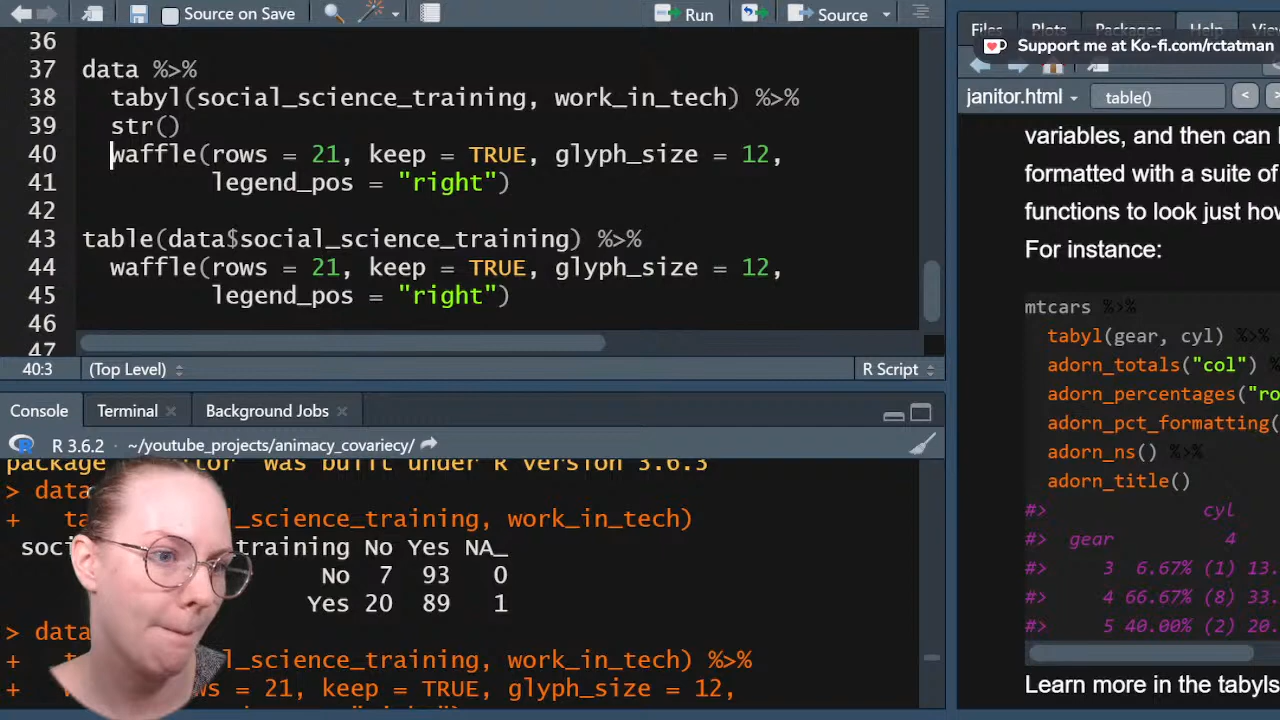 Source on Save
Run
Source
36
37 data %>%
38 tabyl(social_science_training, work_in_tech) %>%
39 str()
40 waffle(rows = 21, keep = TRUE, glyph_size = 12,
41 legend_pos = "right")
42
43 table(data$social_science_training) %>%
44 waffle(rows = 21, keep = TRUE, glyph_size = 12,
45 legend_pos = "right")
46
47
40:3 (Top Level) R Script
Console Terminal Background Jobs
R 3.6.2 · ~/youtube_projects/animacy_covariecy/
package was built under R version 3.6.3
> data
+ _science_training, work_in_tech)
training No Yes NA_
No 7 93 0
Yes 20 89 1
> data
+ _science_training, work_in_tech) %>%
+ = 21, keep = TRUE, glyph_size = 12,
Files Plots Packages Help
Support me at Ko-fi.com/rctatman
janitor.html table() <
variables, and then can
formatted with a suite of
functions to look just
For instance:
mtcars %>%
tabyl(gear, cyl) %>%
adorn_totals("col")
adorn_percentages(
adorn_pct_formatting(
adorn_ns() %>%
adorn_title()
#> cyl
#> gear 4
#> 3 6.67% (1) 13.
#> 4 66.67% (8) 33.
#> 5 40.00% (2) 20.
Learn more in the tabyls